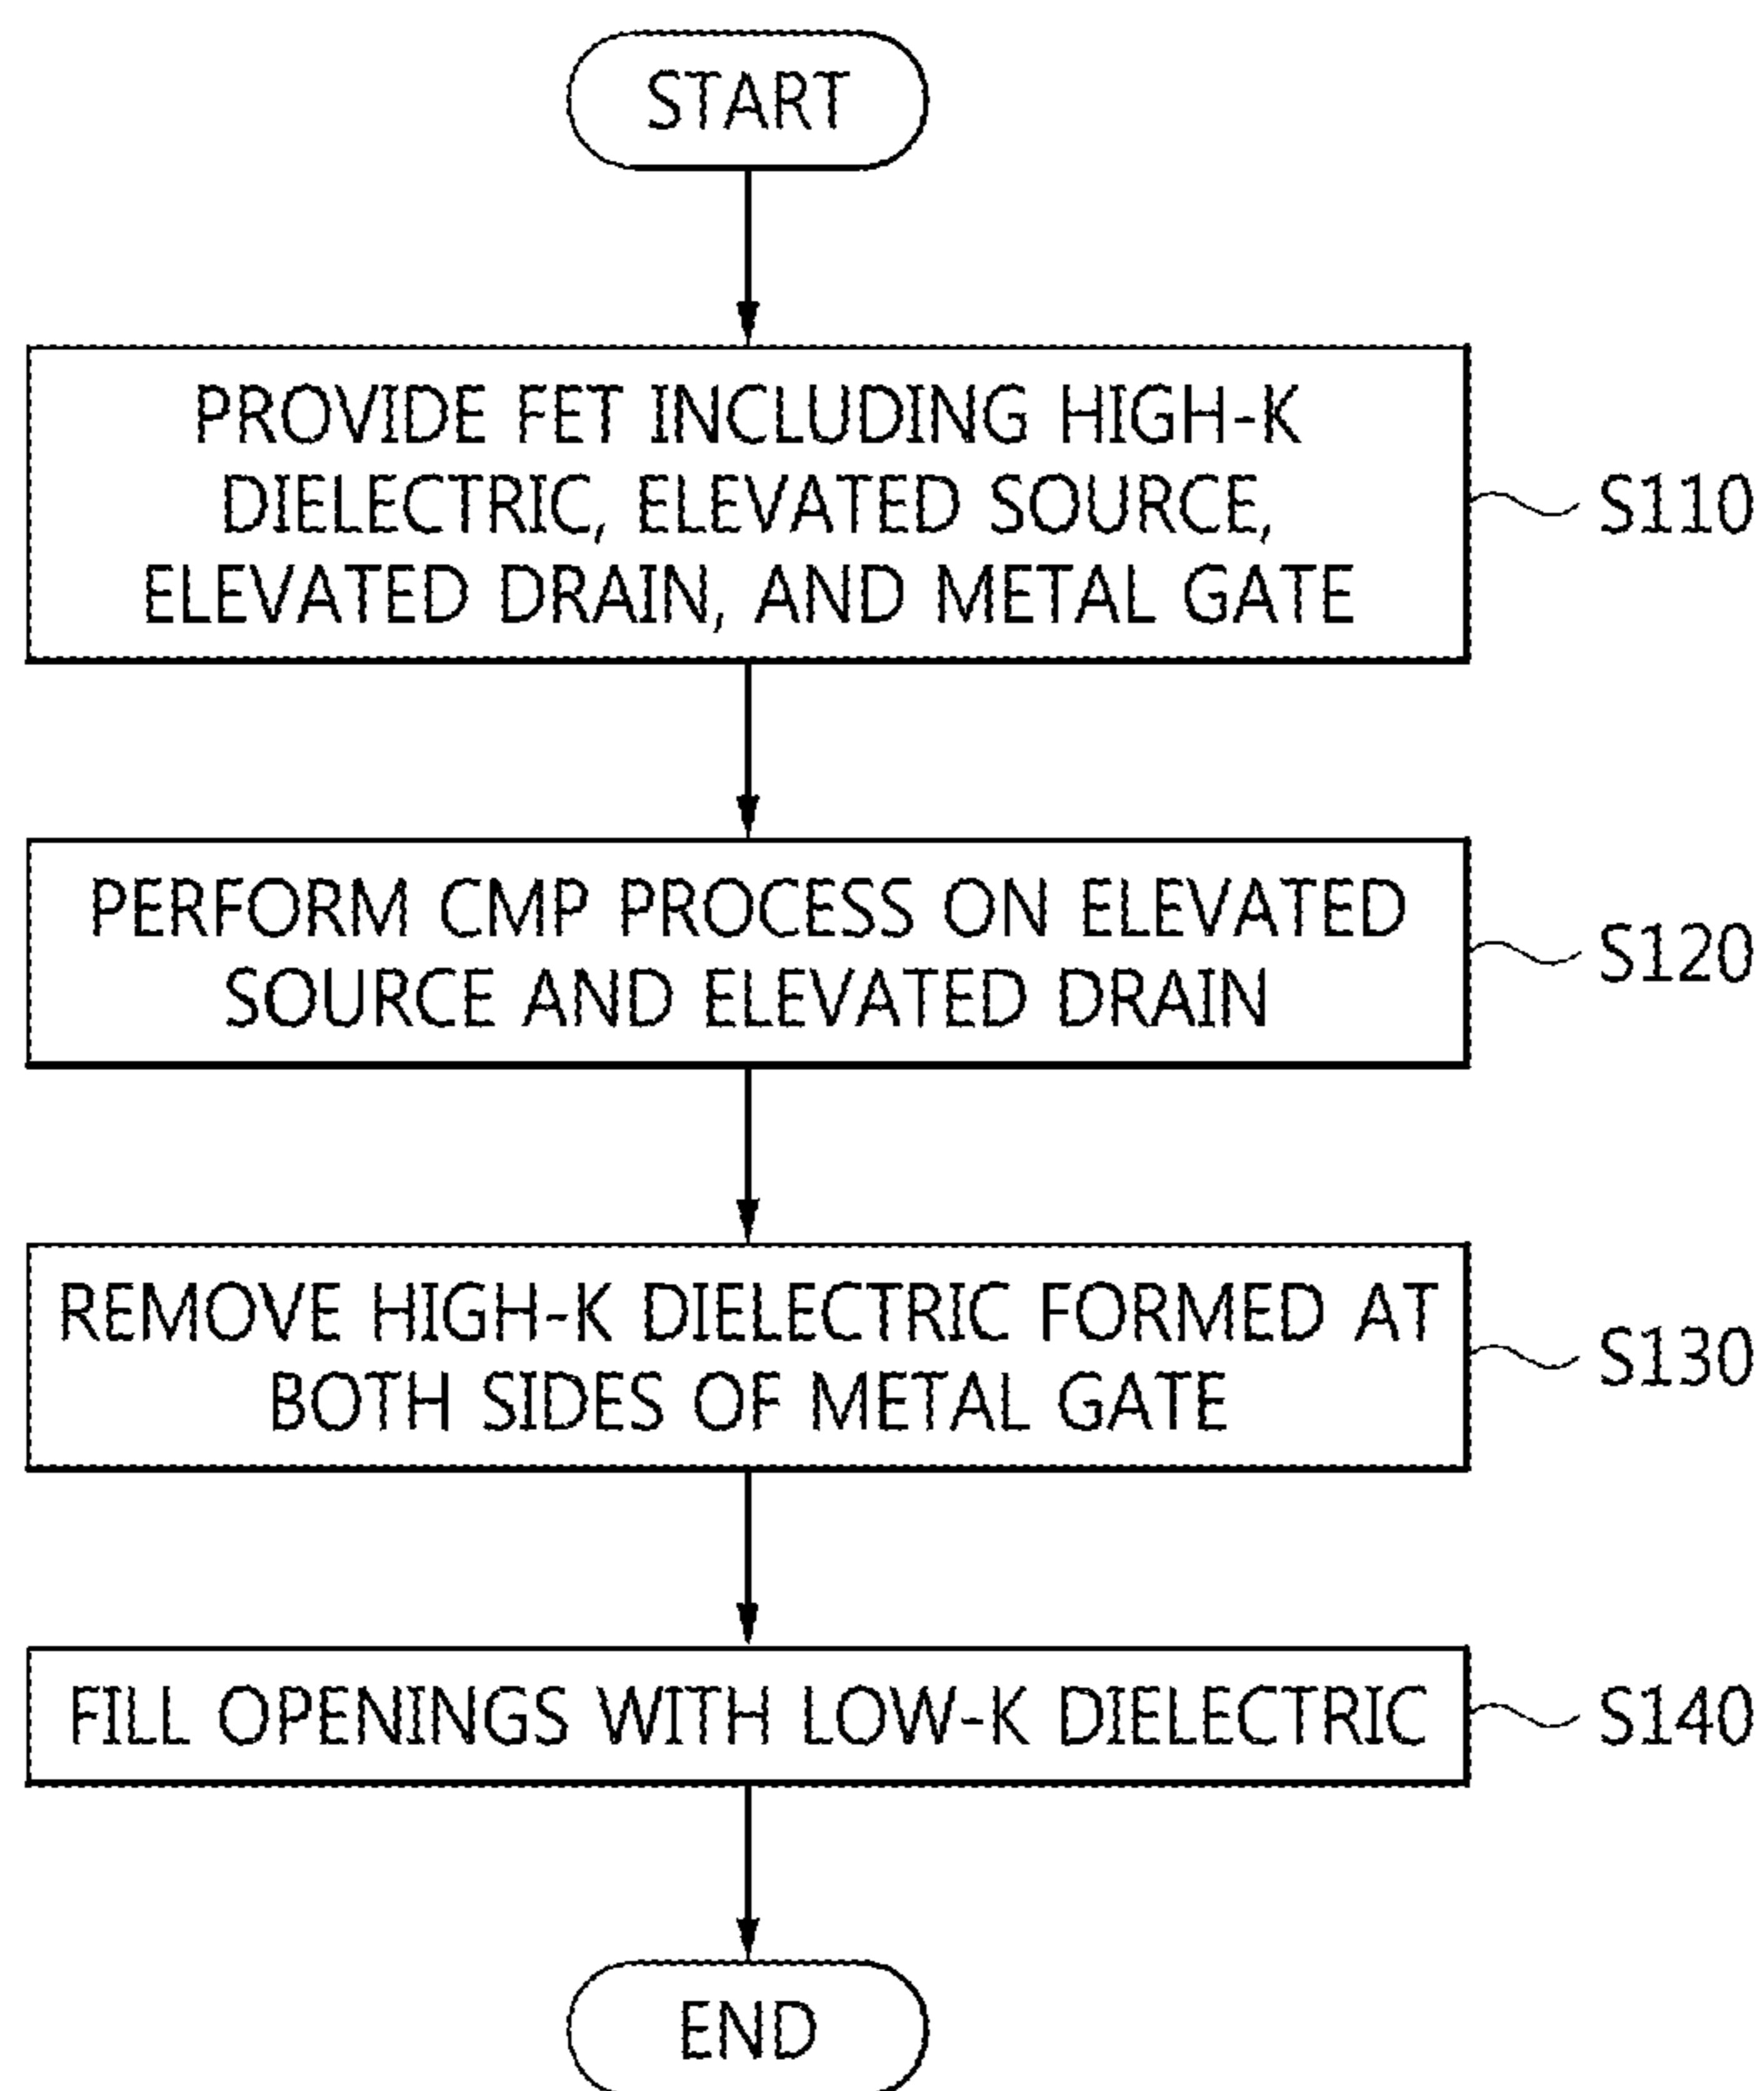 START
PROVIDE FET INCLUDING HIGH-K
DIELECTRIC, ELEVATED SOURCE,
ELEVATED DRAIN, AND METAL GATE
S110
PERFORM CMP PROCESS ON ELEVATED
SOURCE AND ELEVATED DRAIN
S120
REMOVE HIGH-K DIELECTRIC FORMED AT
BOTH SIDES OF METAL GATE
S130
FILL OPENINGS WITH LOW-K DIELECTRIC
S140
END